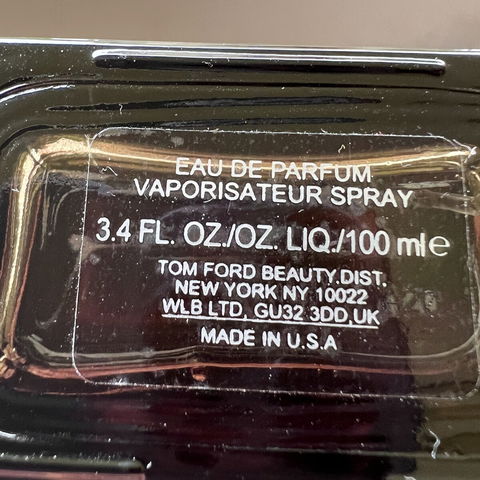 EAU DE PARFUM
VAPORISATEUR SPRAY
3.4 FL. OZ./OZ. LIQ./100 ml e
TOM FORD BEAUTY.DIST.
NEW YORK NY 10022
WLB LTD, GU32 3DD,UK
MADE IN U.S.A